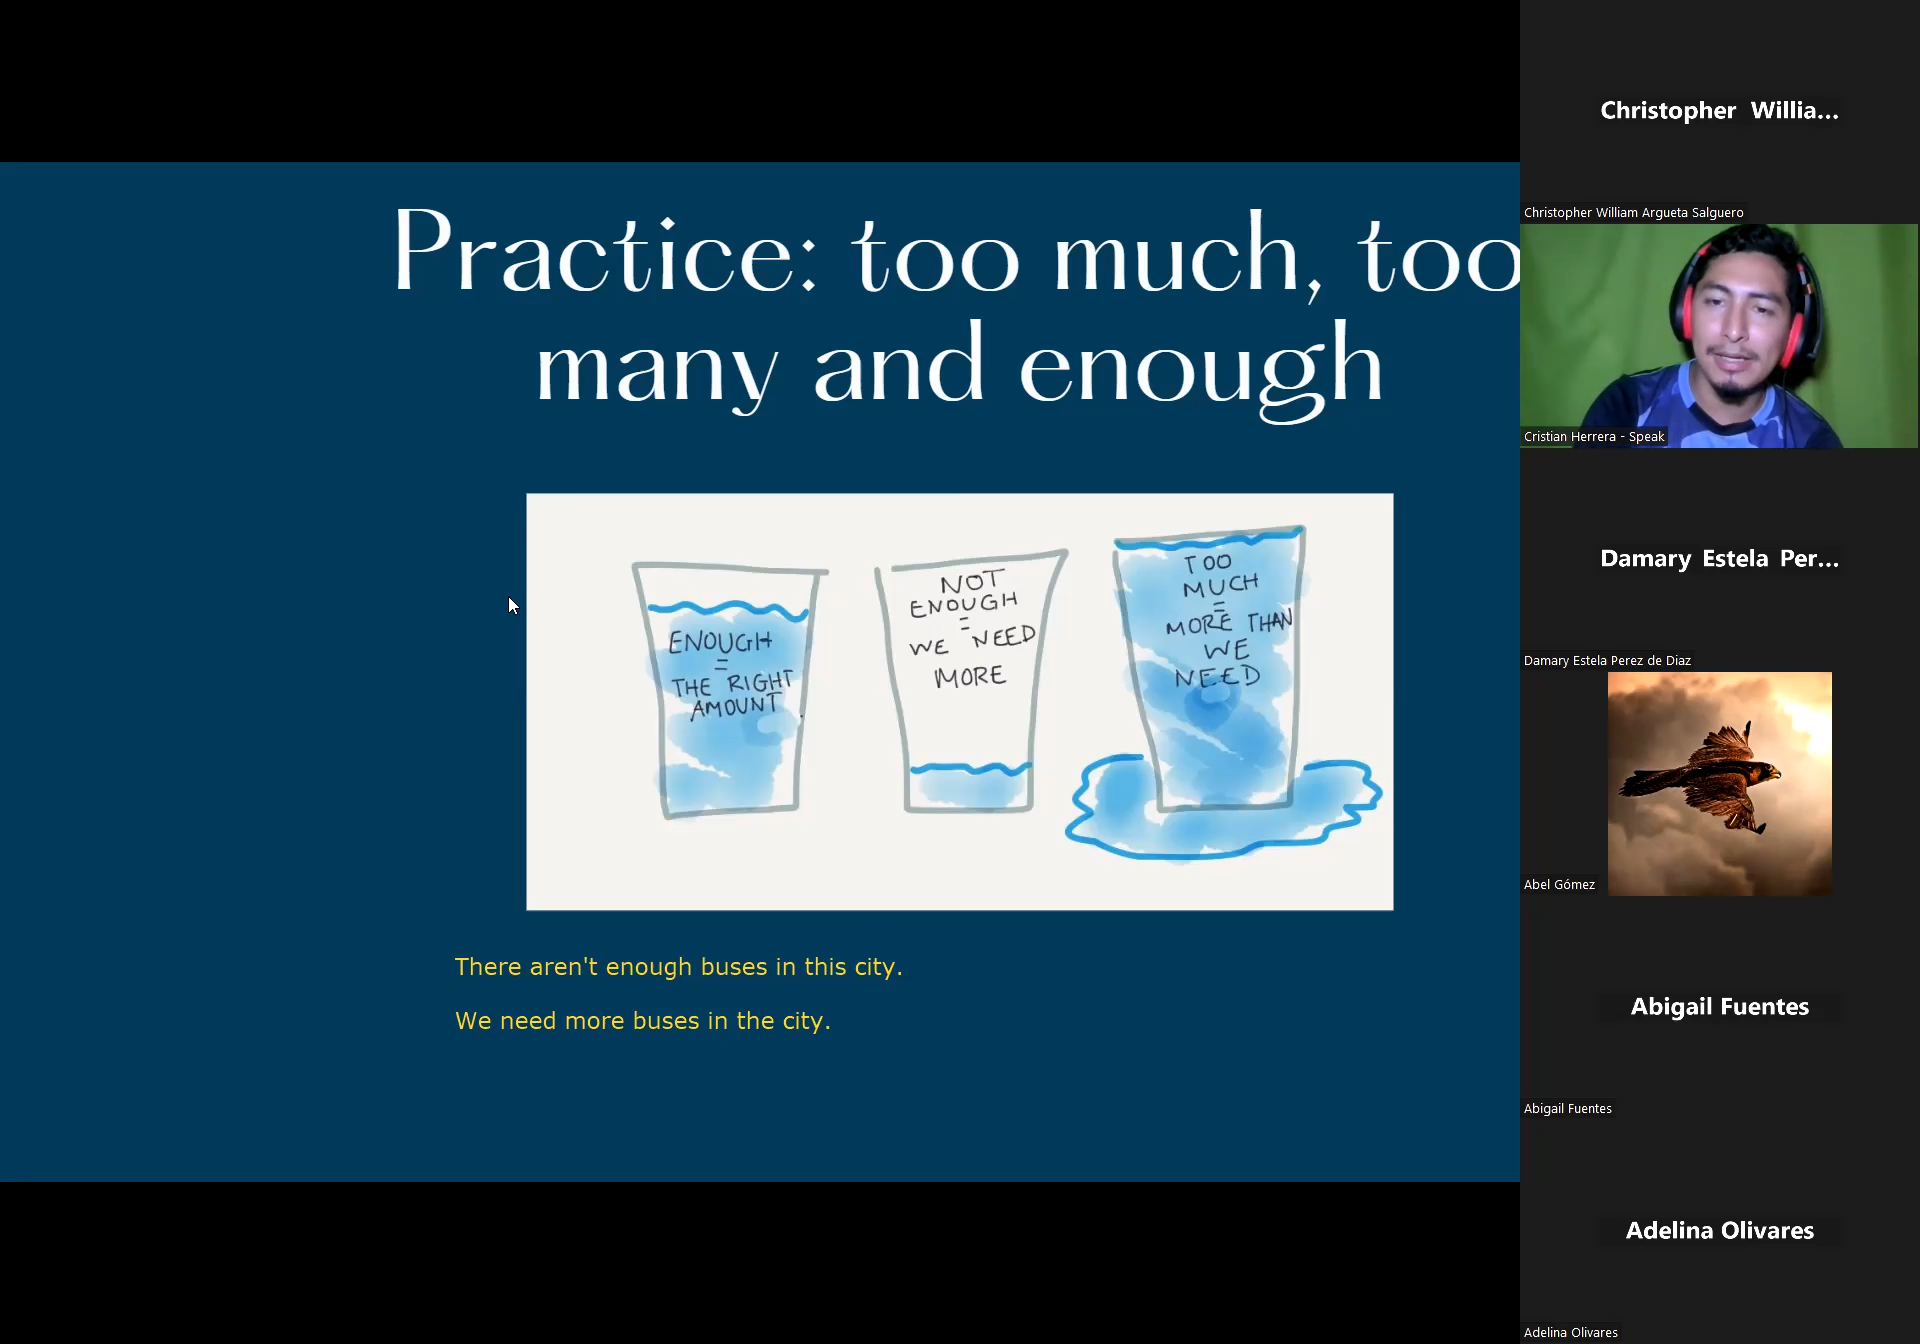 Practice: too much, too
many and enough
ENOUGH
=
THE RIGHT
AMOUNT.
NOT
ENOUGH
=
WE NEED
MORE
TOO
MUCH
=
MORE THAN
WE
NEED
There aren't enough buses in this city.
We need more buses in the city.
Christopher Willia...
Christopher William Argueta Salguero
Cristian Herrera - Speak
Damary Estela Per...
Damary Estela Perez de Diaz
Abel Gómez
Abigail Fuentes
Abigail Fuentes
Adelina Olivares
Adelina Olivares